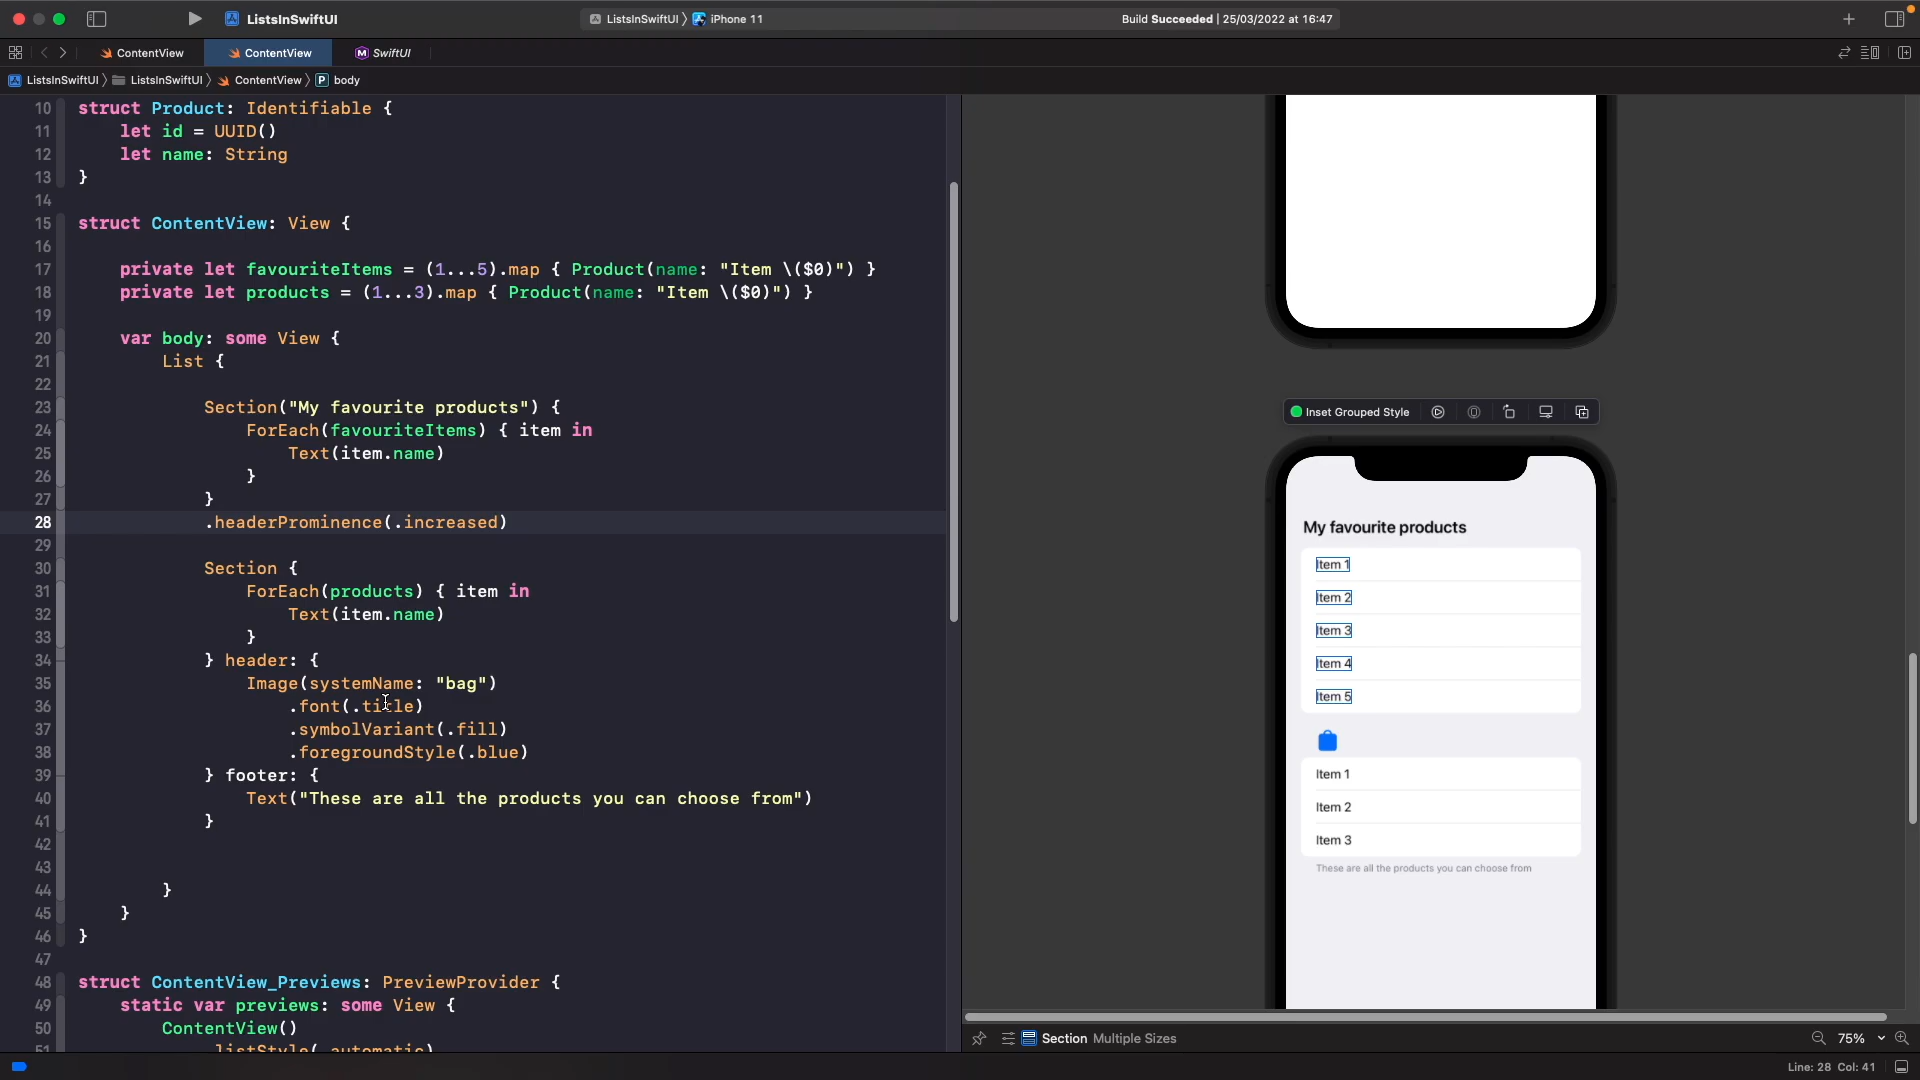 ListsInSwiftUI
ListsInSwiftUI
iPhone 11
Build Succeeded | 25/03/2022 at 16:47
ContentView
ContentView
SwiftUI
ListsInSwiftUI
ListsInSwiftUI
ContentView
P body
10 struct Product: Identifiable {
11 let id = UUID()
12 let name: String
13 }
14
15 struct ContentView: View {
16
17 private let favouriteItems = (1...5).map { Product(name: "Item \($0)") }
18 private let products = (1...3).map { Product(name: "Item \($0)") }
19
20 var body: some View {
21 List {
22
23 Section("My favourite products") {
24 ForEach(favouriteItems) { item in
25 Text(item.name)
26 }
27 }
28 .headerProminence(.increased)
29
30 Section {
31 ForEach(products) { item in
32 Text(item.name)
33 }
34 } header: {
35 Image(systemName: "bag")
36 .font(.title)
37 .symbolVariant(.fill)
38 .foregroundStyle(.blue)
39 } footer: {
40 Text("These are all the products you can choose from")
41 }
42
43
44 }
45 }
46 }
47
48 struct ContentView_Previews: PreviewProvider {
49 static var previews: some View {
50 ContentView()
51 .listStyle(.automatic)
Inset Grouped Style
My favourite products
Item 1
Item 2
Item 3
Item 4
Item 5
Item 1
Item 2
Item 3
These are all the products you can choose from
Section Multiple Sizes
75%
Line: 28 Col: 41